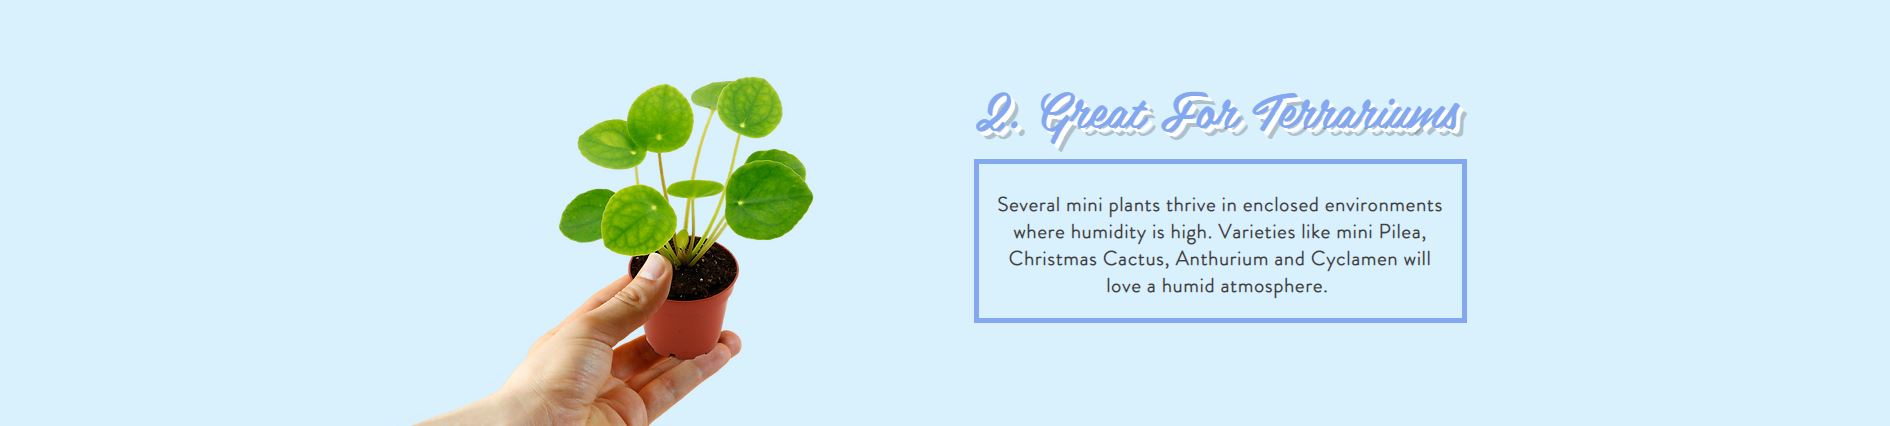 2. Great For Terrariums
Several mini plants thrive in enclosed environments
where humidity is high. Varieties like mini Pilea,
Christmas Cactus, Anthurium and Cyclamen will
love a humid atmosphere.